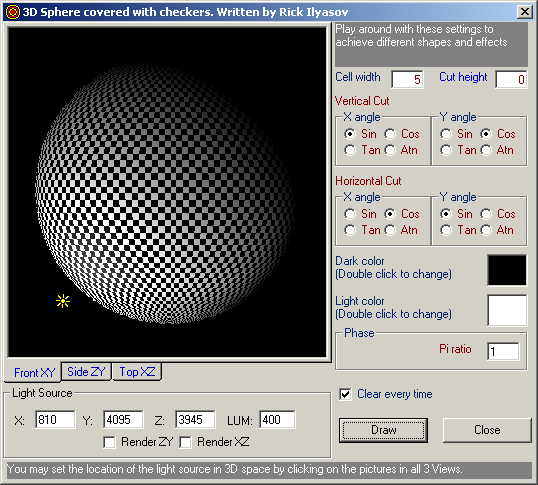 3D Sphere covered with checkers. Written by Rick Ilyasov
Play around with these settings to
achieve different shapes and effects
Cell width 5 Cut height 0
Vertical Cut
X angle Y angle
Sin Cos Sin Cos
Tan Atn Tan Atn
Horizontal Cut
X angle Y angle
Sin Cos Sin Cos
Tan Atn Tan Atn
Dark color
(Double click to change)
Light color
(Double click to change)
Phase
Pi ratio 1
Front XY Side ZY Top XZ
Clear every time
Light Source
X: 810 Y: 4095 Z: 3945 LUM: 400
Render ZY Render XZ
Draw Close
You may set the location of the light source in 3D space by clicking on the pictures in all 3 Views.